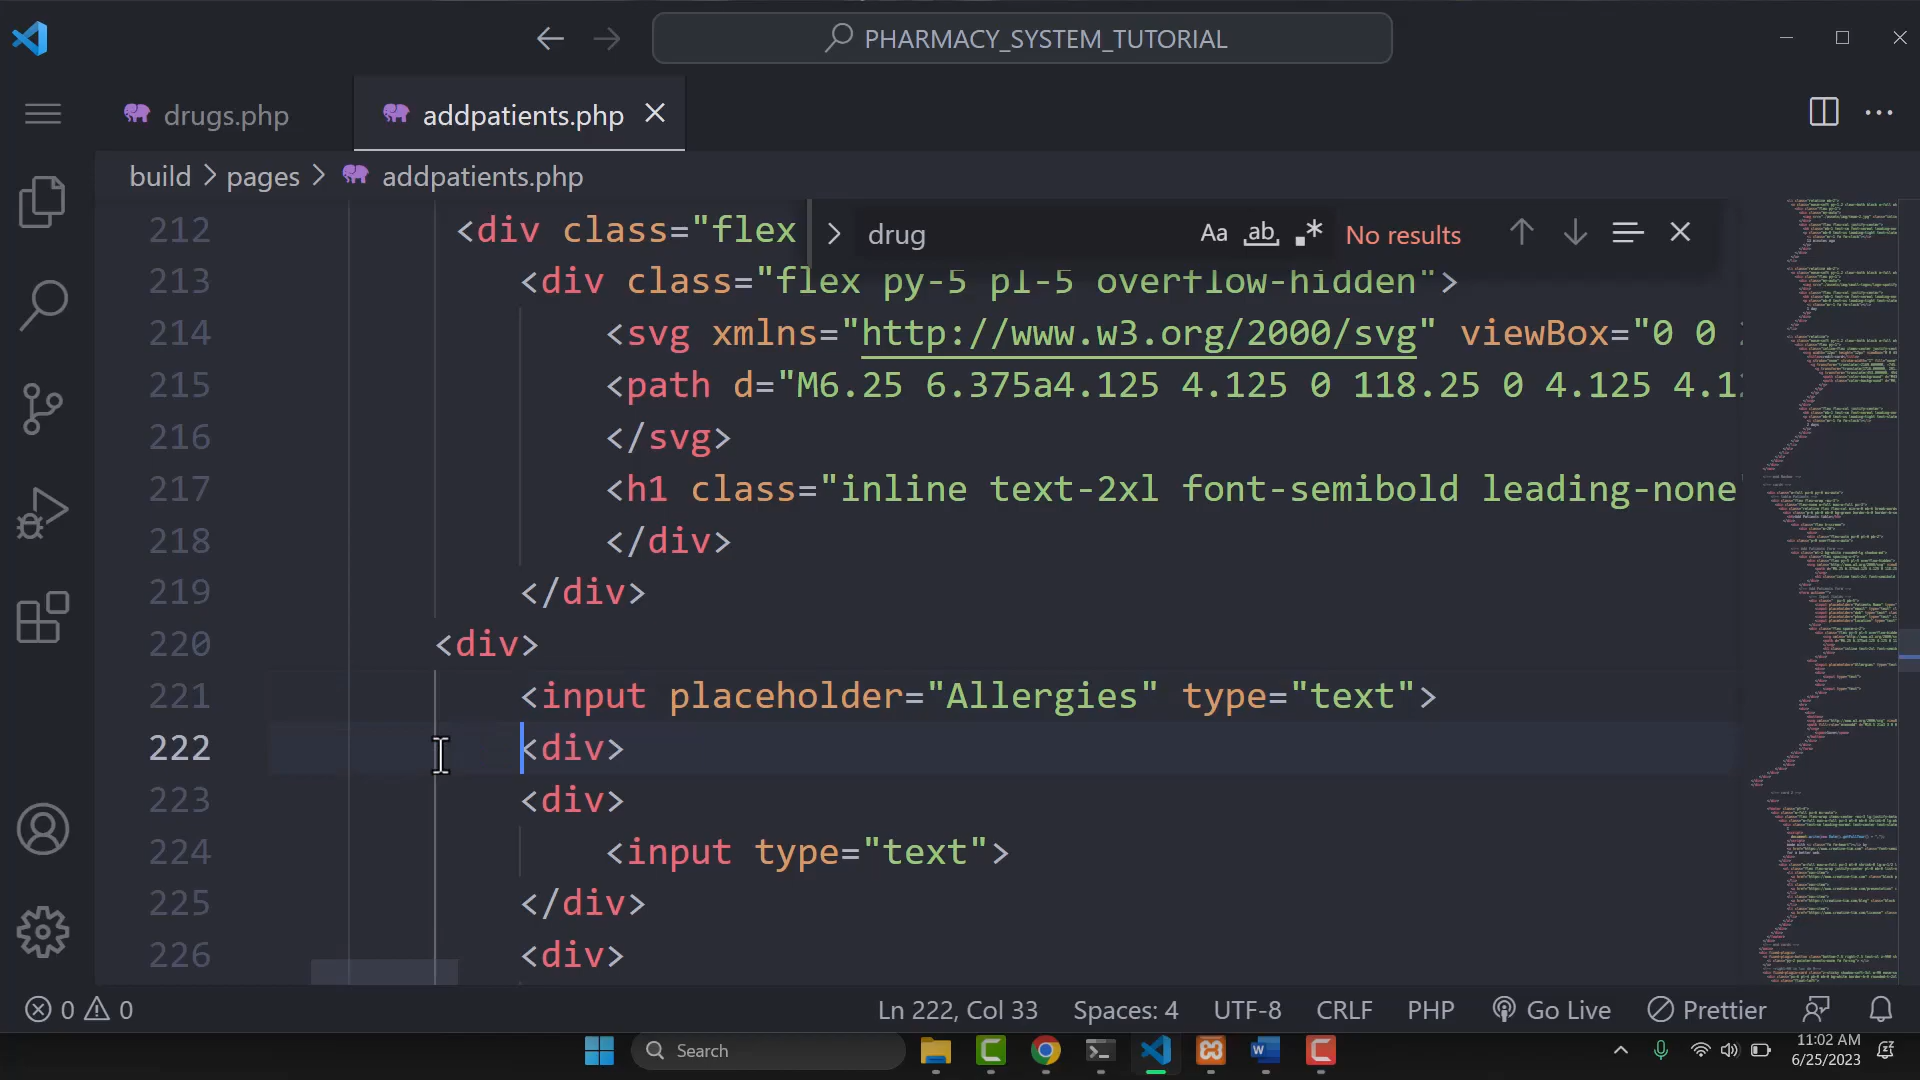 PHARMACY_SYSTEM_TUTORIAL
drugs.php
addpatients.php
build > pages > addpatients.php
drug
Aa ab .* No results
212 <div class="flex
213 <div class="flex py-5 pl-5 overflow-hidden">
214 <svg xmlns="http://www.w3.org/2000/svg" viewBox="0 0
215 <path d="M6.25 6.375a4.125 4.125 0 118.25 0 4.125 4.1
216 </svg>
217 <h1 class="inline text-2xl font-semibold leading-none
218 </div>
219 </div>
220 <div>
221 <input placeholder="Allergies" type="text">
222 <div>
223 <div>
224 <input type="text">
225 </div>
226 <div>
0 0 Ln 222, Col 33 Spaces: 4 UTF-8 CRLF PHP Go Live Prettier
Search
11:02 AM
6/25/2023